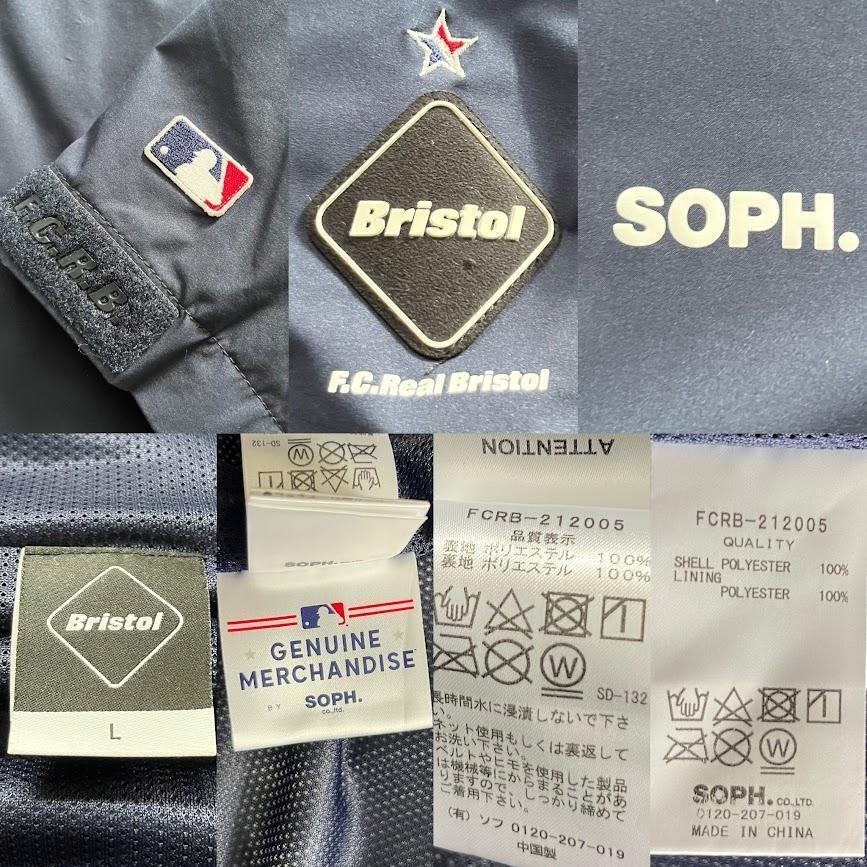 F.C.R.B.
Bristol
F.C.Real Bristol
SOPH.
Bristol
L
SD-132
SOPH.
GENUINE
MERCHANDISE
BY SOPH.
co.,ltd.
ATTENTION
FCRB-212005
品質表示
表地 ポリエステル 100%
裏地 ポリエステル 100%
W
SD-132
長時間水に浸漬しないで下さ
い。
ネット使用もしくは裏返して
お洗い下さい。
ベルトやヒモを使用した製品
は機械等にからまることがあ
りますので、しっかり締めて
ご着用下さい。
(有) ソフ 0120-207-019
中国製
FCRB-212005
QUALITY
SHELL POLYESTER 100%
LINING
POLYESTER 100%
W
SOPH. CO.,LTD.
0120-207-019
MADE IN CHINA